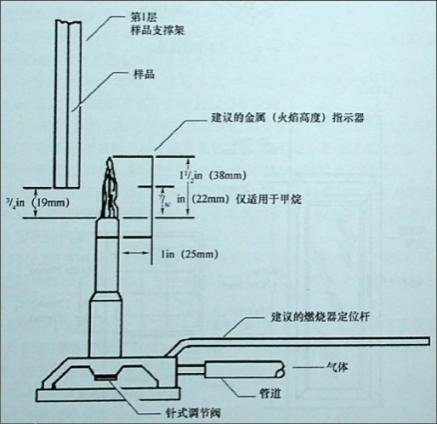 第1层
样品支撑架
样品
建议的金属（火焰高度）指示器
1½in (38mm)
¾in (19mm)
in (22mm) 仅适用于甲烷
1in (25mm)
建议的燃烧器定位杆
气体
管道
针式调节阀